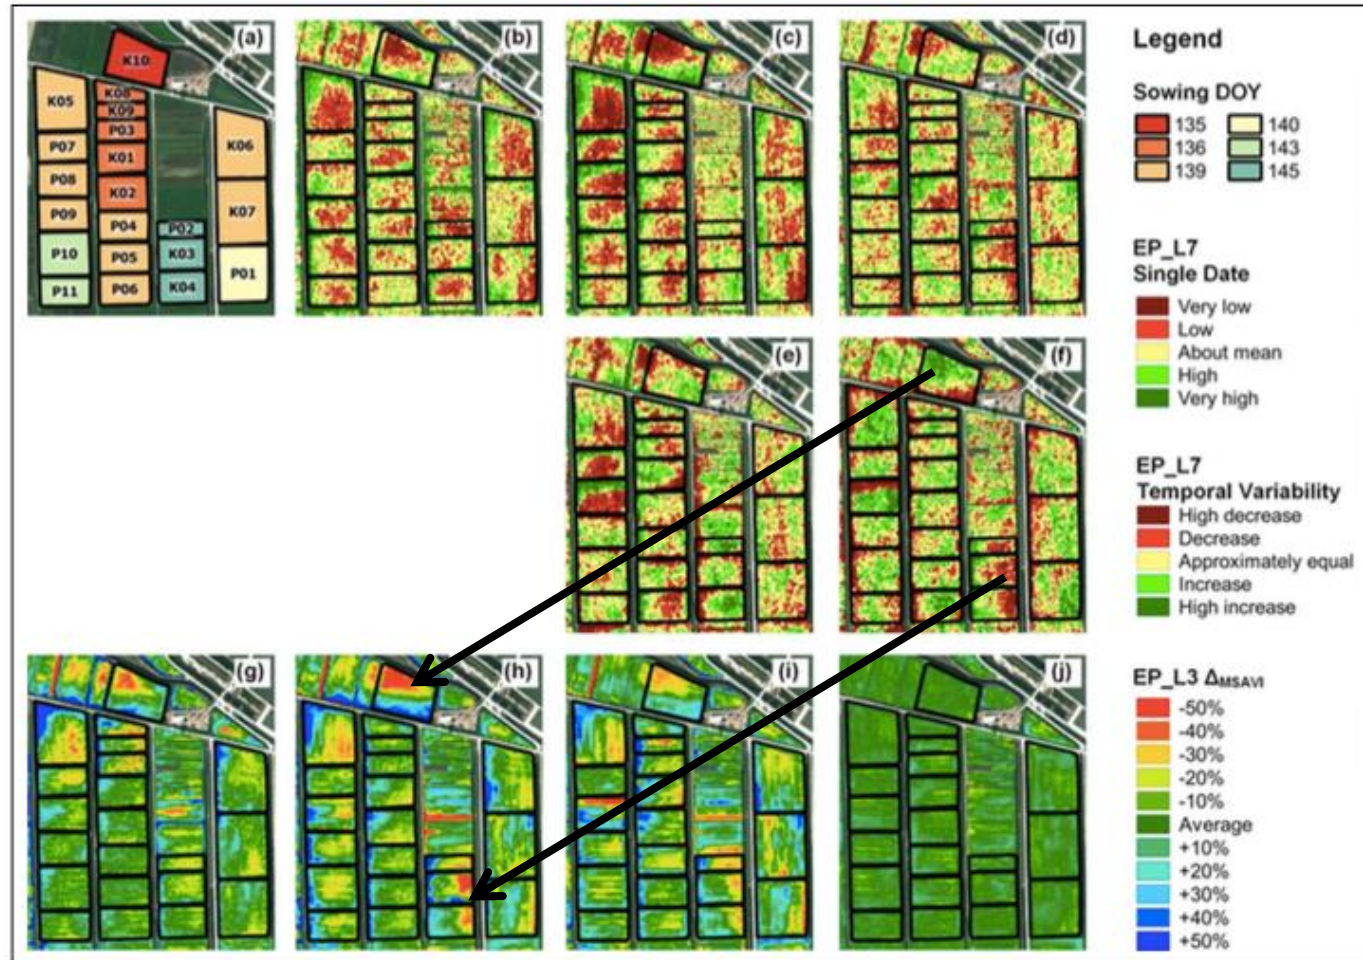 (a)
(b)
(c)
(d)
K10
K05
K08
K09
P03
K06
P07
K01
P08
K02
K07
P09
P04
P02
P10
P05
K03
P01
P11
P06
K04
(e)
(f)
(g)
(h)
(i)
(j)
Legend
Sowing DOY
135 140
136 143
139 145
EP_L7
Single Date
Very low
Low
About mean
High
Very high
EP_L7
Temporal Variability
High decrease
Decrease
Approximately equal
Increase
High increase
EP_L3 ΔMSAVI
-50%
-40%
-30%
-20%
-10%
Average
+10%
+20%
+30%
+40%
+50%